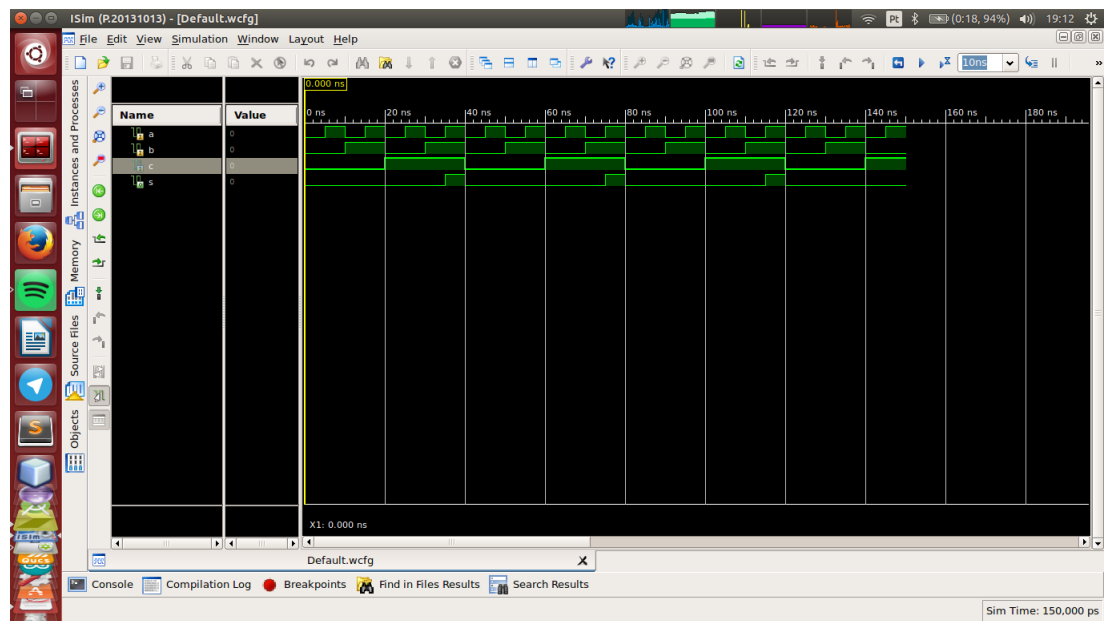 ISim (P.20131013) - [Default.wcfg]
Pt
(0:18, 94%)
19:12
File Edit View Simulation Window Layout Help
10ns
»
Instances and Processes
Memory
Source Files
Objects
Name
Value
a
0
b
0
c
0
s
0
0.000 ns
0 ns 20 ns 40 ns 60 ns 80 ns 100 ns 120 ns 140 ns 160 ns 180 ns
X1: 0.000 ns
Default.wcfg
Console Compilation Log Breakpoints Find in Files Results Search Results
Sim Time: 150,000 ps
ISim
Qucs